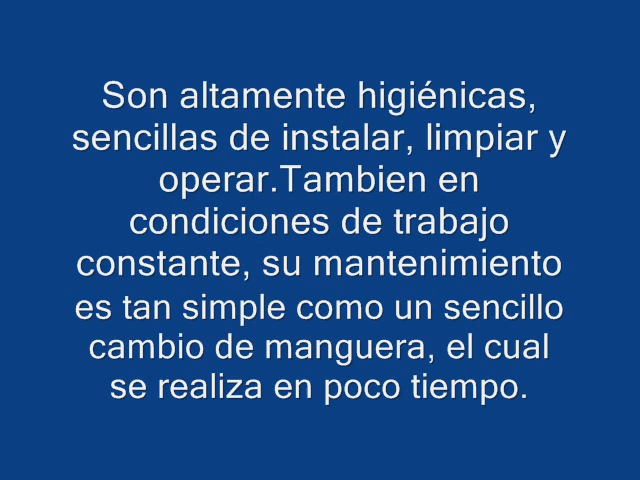 Son altamente higiénicas,
sencillas de instalar, limpiar y
operar.Tambien en
condiciones de trabajo
constante, su mantenimiento
es tan simple como un sencillo
cambio de manguera, el cual
se realiza en poco tiempo.